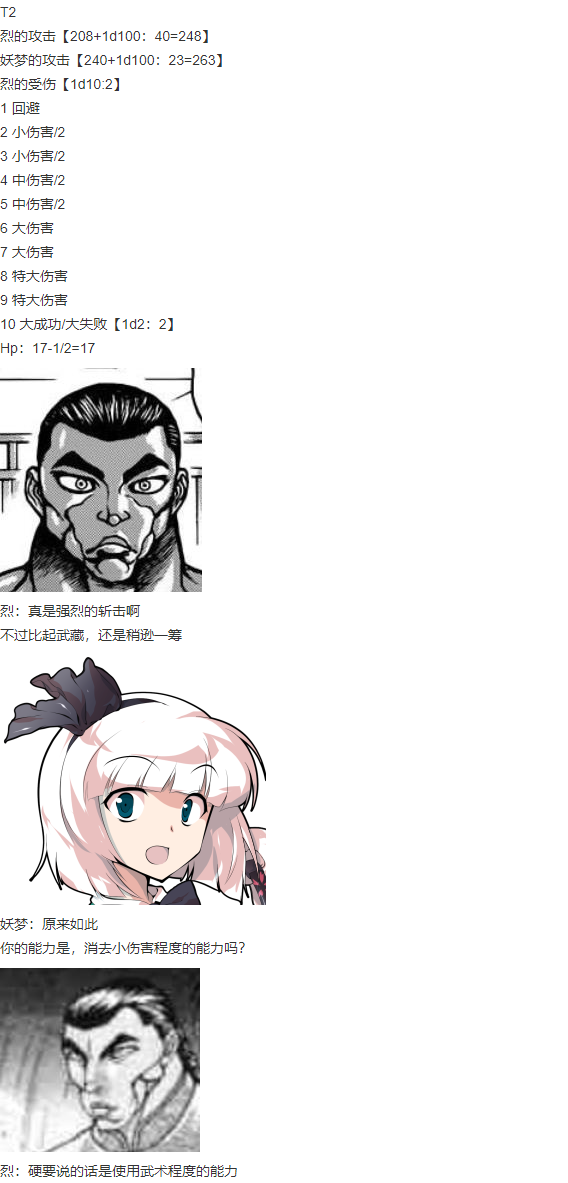 T2
烈的攻击【208+1d100：40=248】
妖梦的攻击【240+1d100：23=263】
烈的受伤【1d10:2】
1 回避
2 小伤害/2
3 小伤害/2
4 中伤害/2
5 中伤害/2
6 大伤害
7 大伤害
8 特大伤害
9 特大伤害
10 大成功/大失败【1d2：2】
Hp：17-1/2=17
烈：真是强烈的斩击啊
不过比起武藏，还是稍逊一筹
妖梦：原来如此
你的能力是，消去小伤害程度的能力吗？
烈：硬要说的话是使用武术程度的能力